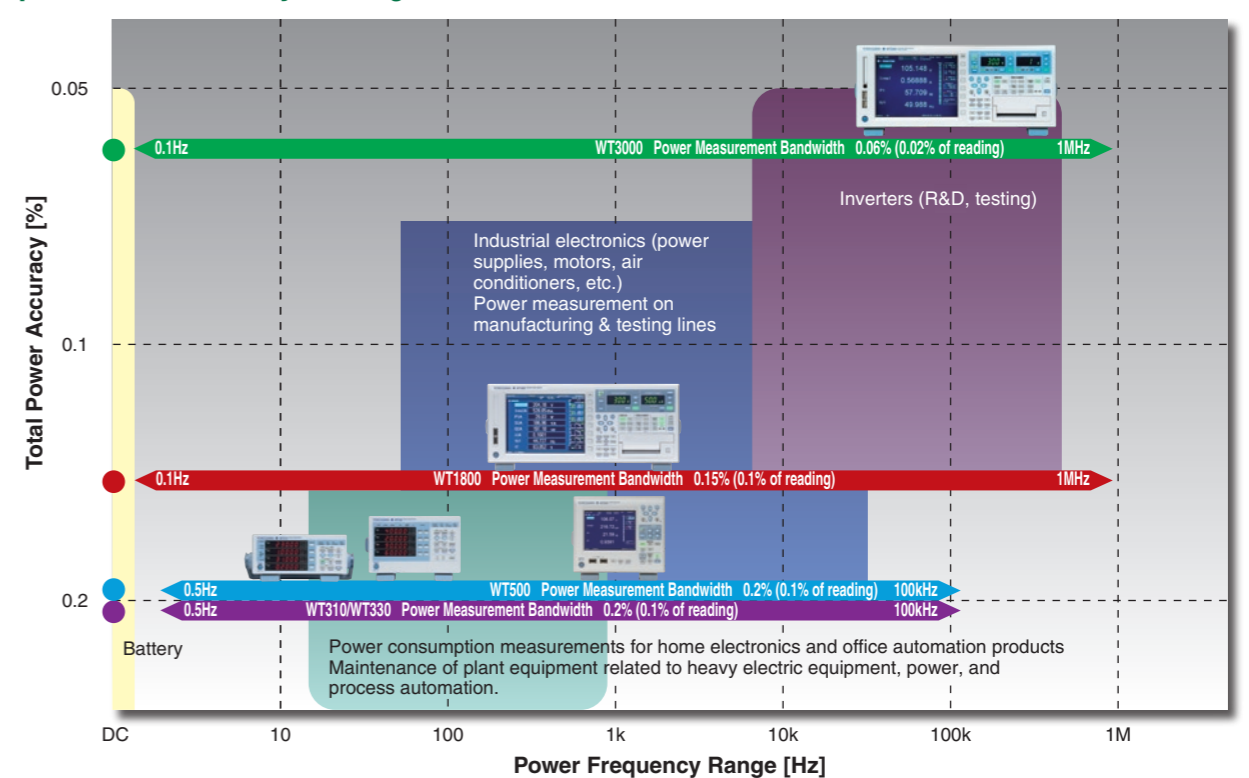 0.05
0.1Hz WT3000 Power Measurement Bandwidth 0.06% (0.02% of reading) 1MHz
Inverters (R&D, testing)
Industrial electronics (power
supplies, motors, air
conditioners, etc.)
Power measurement on
manufacturing & testing lines
Total Power Accuracy [%]
0.1
0.1Hz WT1800 Power Measurement Bandwidth 0.15% (0.1% of reading) 1MHz
0.5Hz WT500 Power Measurement Bandwidth 0.2% (0.1% of reading) 100kHz
0.2
0.5Hz WT310/WT330 Power Measurement Bandwidth 0.2% (0.1% of reading) 100kHz
Battery
Power consumption measurements for home electronics and office automation products
Maintenance of plant equipment related to heavy electric equipment, power, and
process automation.
DC 10 100 1k 10k 100k 1M
Power Frequency Range [Hz]